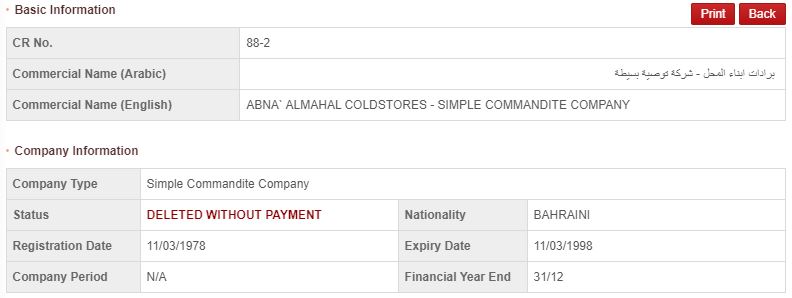 Basic Information
Print Back
CR No. 88-2
Commercial Name (Arabic) برادات ابناء المحل - شركة توصية بسيطة
Commercial Name (English) ABNA` ALMAHAL COLDSTORES - SIMPLE COMMANDITE COMPANY
Company Information
Company Type Simple Commandite Company
Status DELETED WITHOUT PAYMENT Nationality BAHRAINI
Registration Date 11/03/1978 Expiry Date 11/03/1998
Company Period N/A Financial Year End 31/12